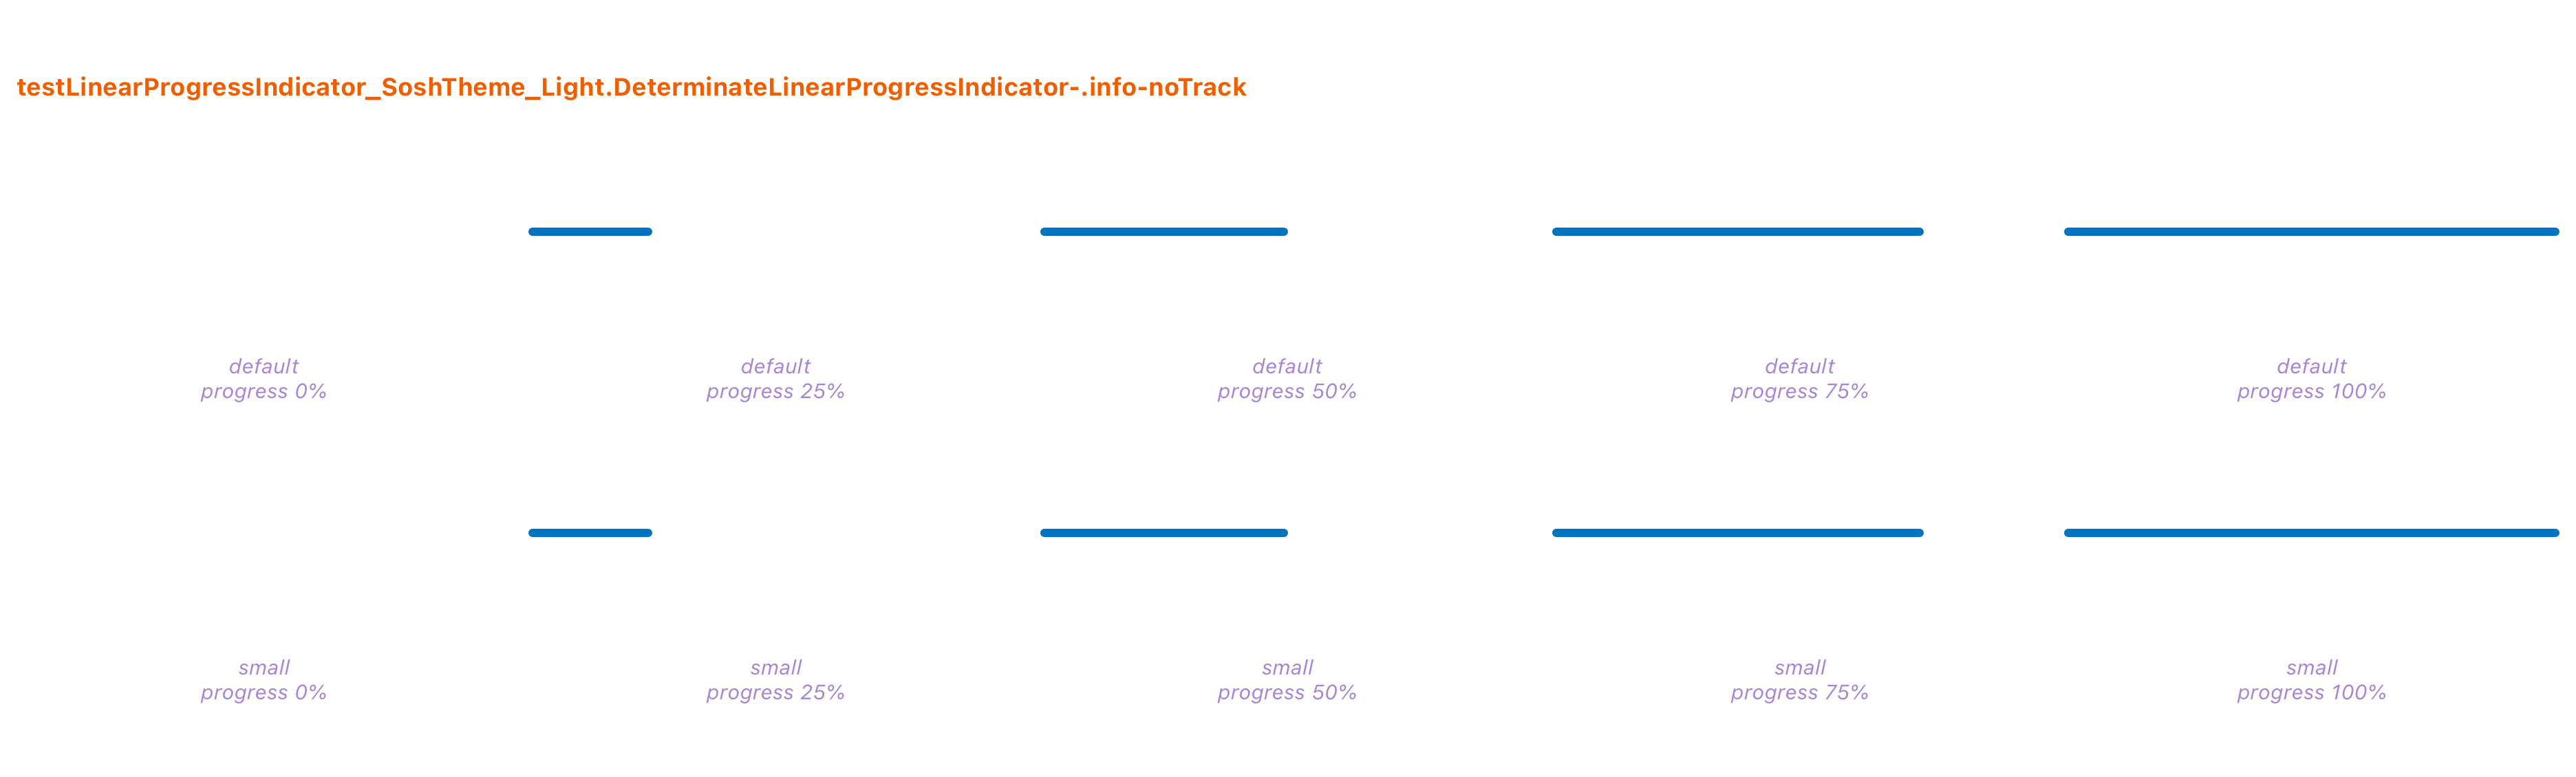 testLinearProgressIndicator_SoshTheme_Light.DeterminateLinearProgressIndicator-.info-noTrack
default
progress 0%
default
progress 25%
default
progress 50%
default
progress 75%
default
progress 100%
small
progress 0%
small
progress 25%
small
progress 50%
small
progress 75%
small
progress 100%